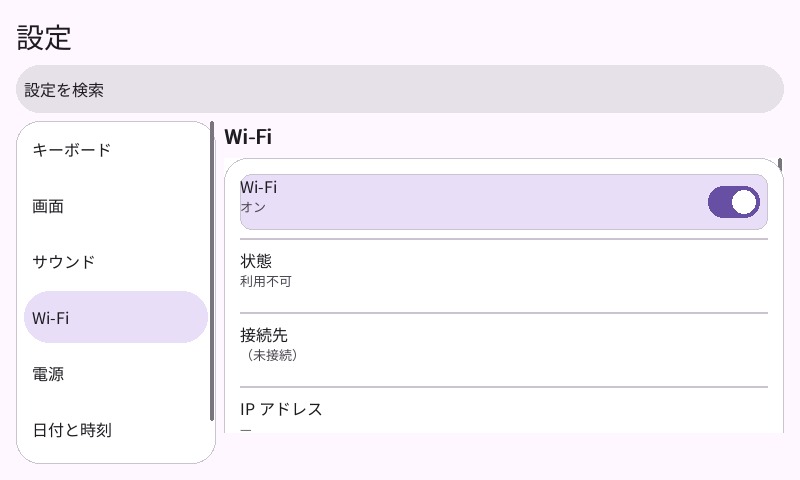 設定
設定を検索
キーボード
画面
サウンド
Wi-Fi
電源
日付と時刻
Wi-Fi
Wi-Fi
オン
状態
利用不可
接続先
（未接続）
IP アドレス